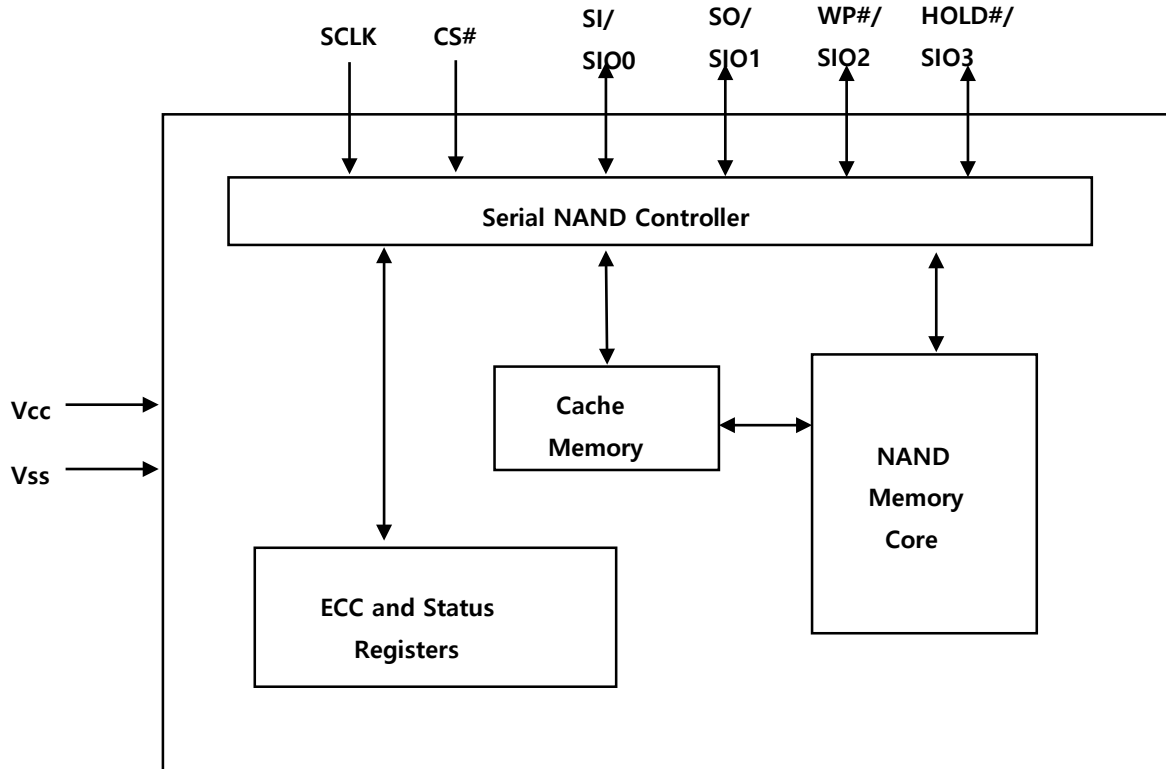 SCLK
CS#
SI/
SIO0
SO/
SIO1
WP#/
SIO2
HOLD#/
SIO3
Serial NAND Controller
Vcc
Vss
Cache
Memory
NAND
Memory
Core
ECC and Status
Registers